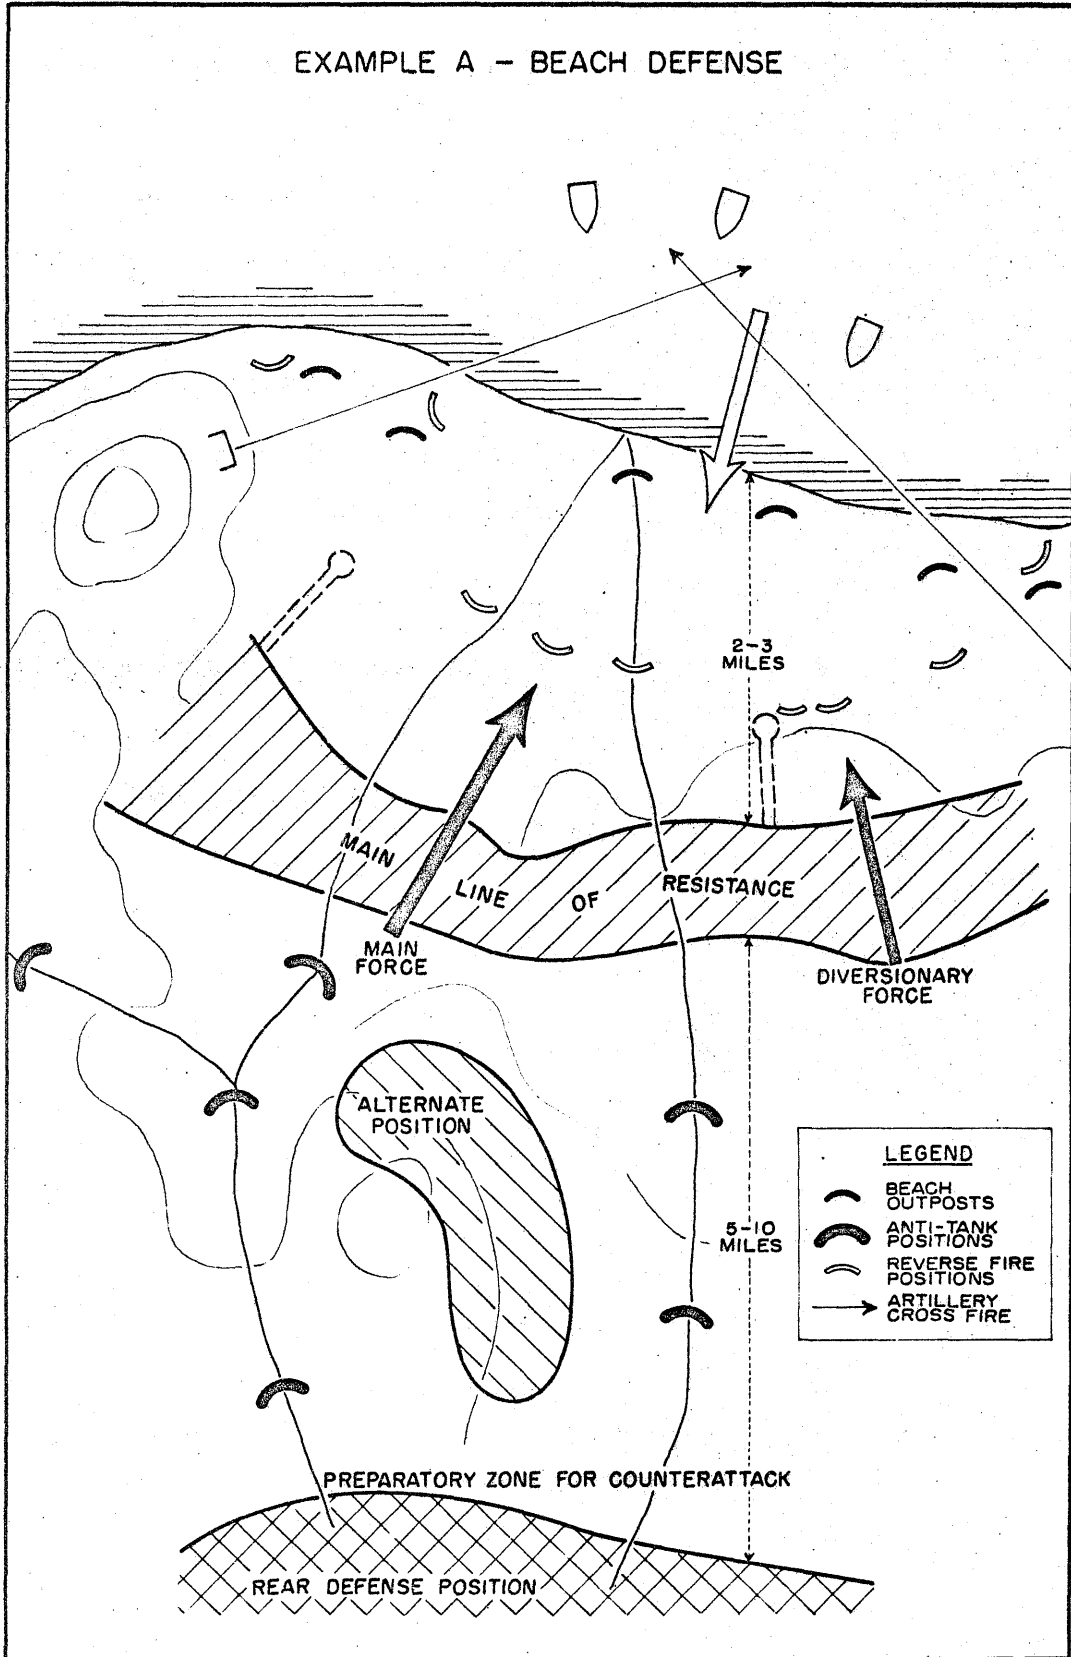 EXAMPLE A - BEACH DEFENSE
2-3
MILES
MAIN
LINE
OF
RESISTANCE
MAIN
FORCE
DIVERSIONARY
FORCE
ALTERNATE
POSITION
LEGEND
BEACH
OUTPOSTS
ANTI-TANK
POSITIONS
REVERSE FIRE
POSITIONS
ARTILLERY
CROSS FIRE
5-10
MILES
PREPARATORY ZONE FOR COUNTERATTACK
REAR DEFENSE POSITION